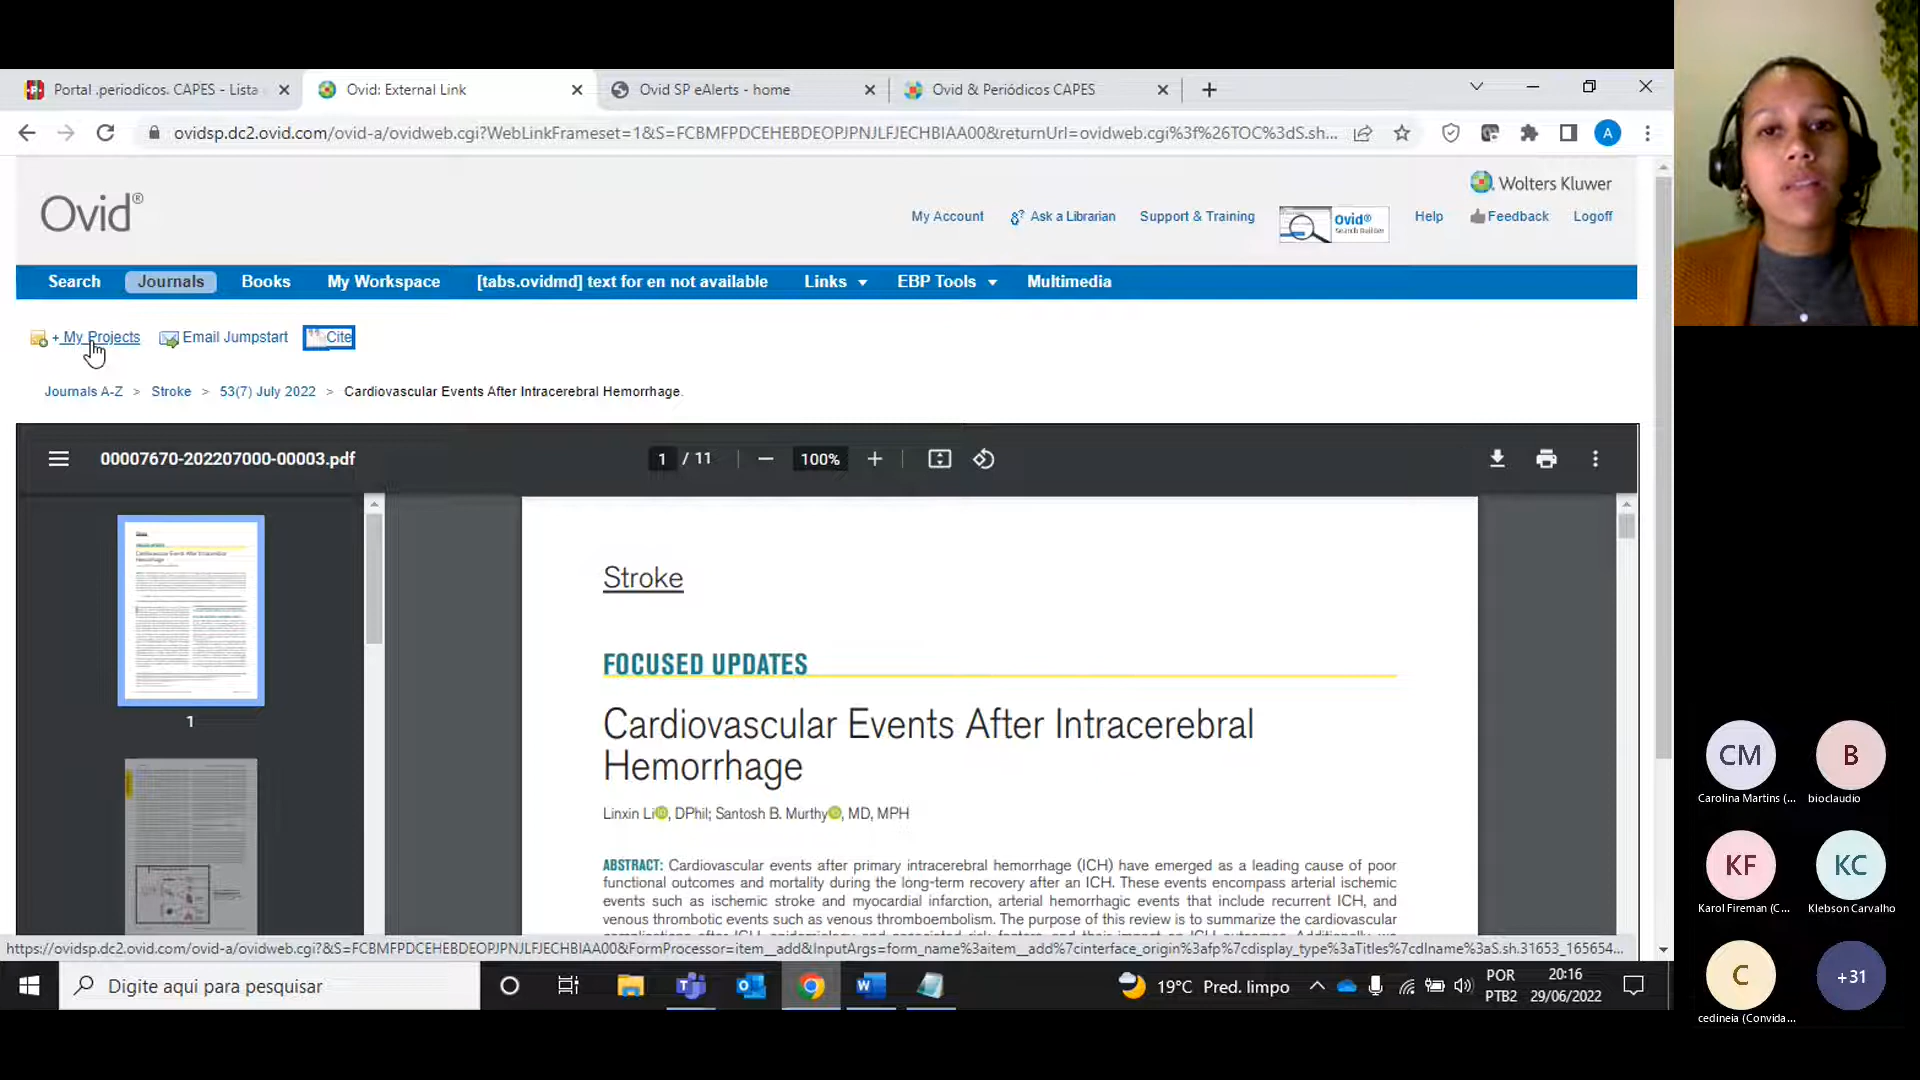 Portal .periodicos. CAPES - Lista
Ovid: External Link
Ovid SP eAlerts - home
Ovid & Periódicos CAPES
ovidsp.dc2.ovid.com/ovid-a/ovidweb.cgi?WebLinkFrameset=1&S=FCBMFPDCEHEBDEOPJPNJLFJECHBIAA00&returnUrl=ovidweb.cgi%3f%26TOC%3dS.sh...
A
Ovid®
Wolters Kluwer
My Account
Ask a Librarian
Support & Training
Ovid®
Search Builder
Help
Feedback
Logoff
Search
Journals
Books
My Workspace
[tabs.ovidmd] text for en not available
Links
EBP Tools
Multimedia
+ My Projects
Email Jumpstart
Cite
Journals A-Z > Stroke > 53(7) July 2022 > Cardiovascular Events After Intracerebral Hemorrhage.
00007670-202207000-00003.pdf
1 / 11
100%
1
Stroke
FOCUSED UPDATES
Cardiovascular Events After Intracerebral
Hemorrhage
Linxin Li, DPhil; Santosh B. Murthy, MD, MPH
ABSTRACT: Cardiovascular events after primary intracerebral hemorrhage (ICH) have emerged as a leading cause of poor
functional outcomes and mortality during the long-term recovery after an ICH. These events encompass arterial ischemic
events such as ischemic stroke and myocardial infarction, arterial hemorrhagic events that include recurrent ICH, and
venous thrombotic events such as venous thromboembolism. The purpose of this review is to summarize the cardiovascular
https://ovidsp.dc2.ovid.com/ovid-a/ovidweb.cgi?&S=FCBMFPDCEHEBDEOPJPNJLFJECHBIAA00&FormProcessor=item__add&InputArgs=form_name%3aitem__add%7cinterface_origin%3afp%7cdisplay_type%3aTitles%7cdlname%3aS.sh.31653_165654...
Digite aqui para pesquisar
19°C Pred. limpo
POR
PTB2
20:16
29/06/2022
CM
Carolina Martins (...
B
bioclaudio
KF
Karol Fireman (C...
KC
Klebson Carvalho
C
cedineia (Convida...
+31